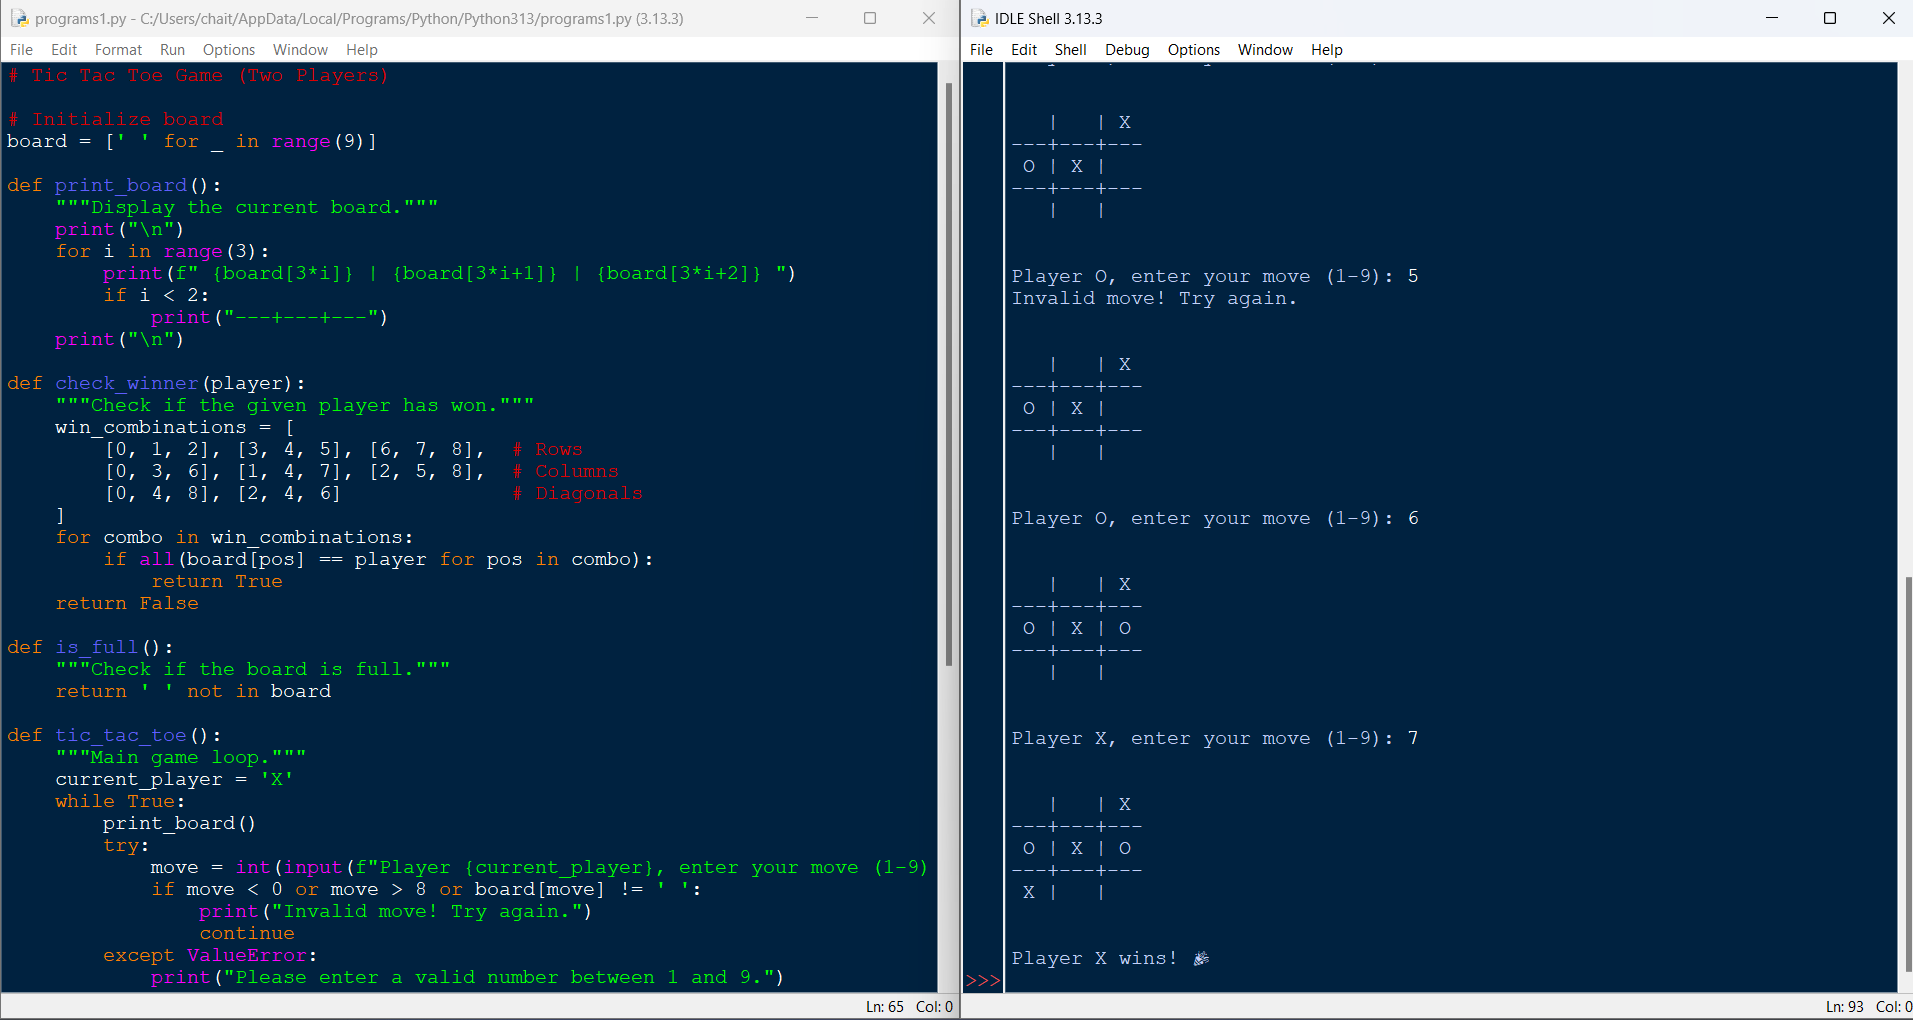 programs1.py - C:/Users/chait/AppData/Local/Programs/Python/Python313/programs1.py (3.13.3)
File Edit Format Run Options Window Help
# Tic Tac Toe Game (Two Players)

# Initialize board
board = [' ' for _ in range(9)]

def print_board():
    """Display the current board."""
    print("\n")
    for i in range(3):
        print(f" {board[3*i]} | {board[3*i+1]} | {board[3*i+2]} ")
        if i < 2:
            print("---+---+---")
    print("\n")

def check_winner(player):
    """Check if the given player has won."""
    win_combinations = [
        [0, 1, 2], [3, 4, 5], [6, 7, 8],  # Rows
        [0, 3, 6], [1, 4, 7], [2, 5, 8],  # Columns
        [0, 4, 8], [2, 4, 6]              # Diagonals
    ]
    for combo in win_combinations:
        if all(board[pos] == player for pos in combo):
            return True
    return False

def is_full():
    """Check if the board is full."""
    return ' ' not in board

def tic_tac_toe():
    """Main game loop."""
    current_player = 'X'
    while True:
        print_board()
        try:
            move = int(input(f"Player {current_player}, enter your move (1-9)
            if move < 0 or move > 8 or board[move] != ' ':
                print("Invalid move! Try again.")
                continue
        except ValueError:
            print("Please enter a valid number between 1 and 9.")
Ln: 65 Col: 0
IDLE Shell 3.13.3
File Edit Shell Debug Options Window Help
   |   | X
---+---+---
 O | X |
---+---+---
   |   |

Player O, enter your move (1-9): 5
Invalid move! Try again.

   |   | X
---+---+---
 O | X |
---+---+---
   |   |

Player O, enter your move (1-9): 6

   |   | X
---+---+---
 O | X | O
---+---+---
   |   |

Player X, enter your move (1-9): 7

   |   | X
---+---+---
 O | X | O
---+---+---
 X |   |

Player X wins! 🎉
>>>
Ln: 93 Col: 0